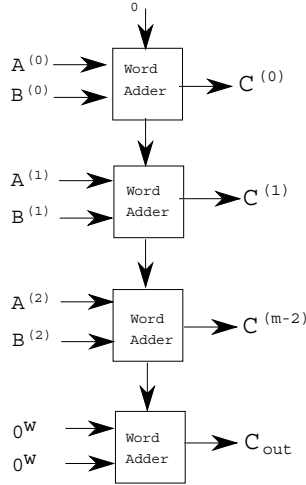 0
A(0)
B(0)
Word
Adder
C(0)
A(1)
B(1)
Word
Adder
C(1)
A(2)
B(2)
Word
Adder
C(m-2)
0w
0w
Word
Adder
Cout